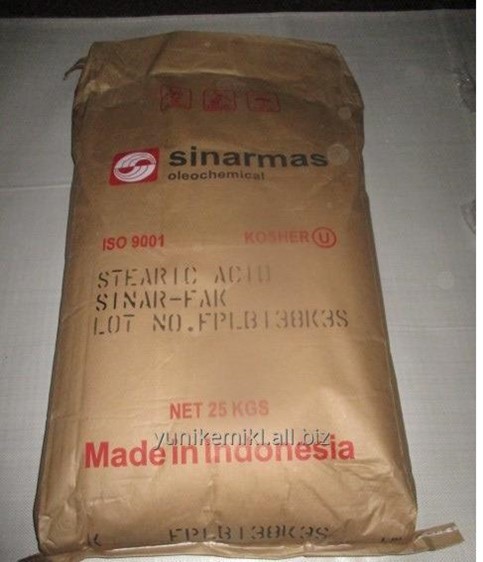 sinarmas
oleochemical
ISO 9001 KOSHER U
STEARIC ACID
SINAR-FAK
LOT NO.FPLB138K3S
NET 25 KGS
yunikemikl.all.biz
Made in Indonesia
FPLB138K3S